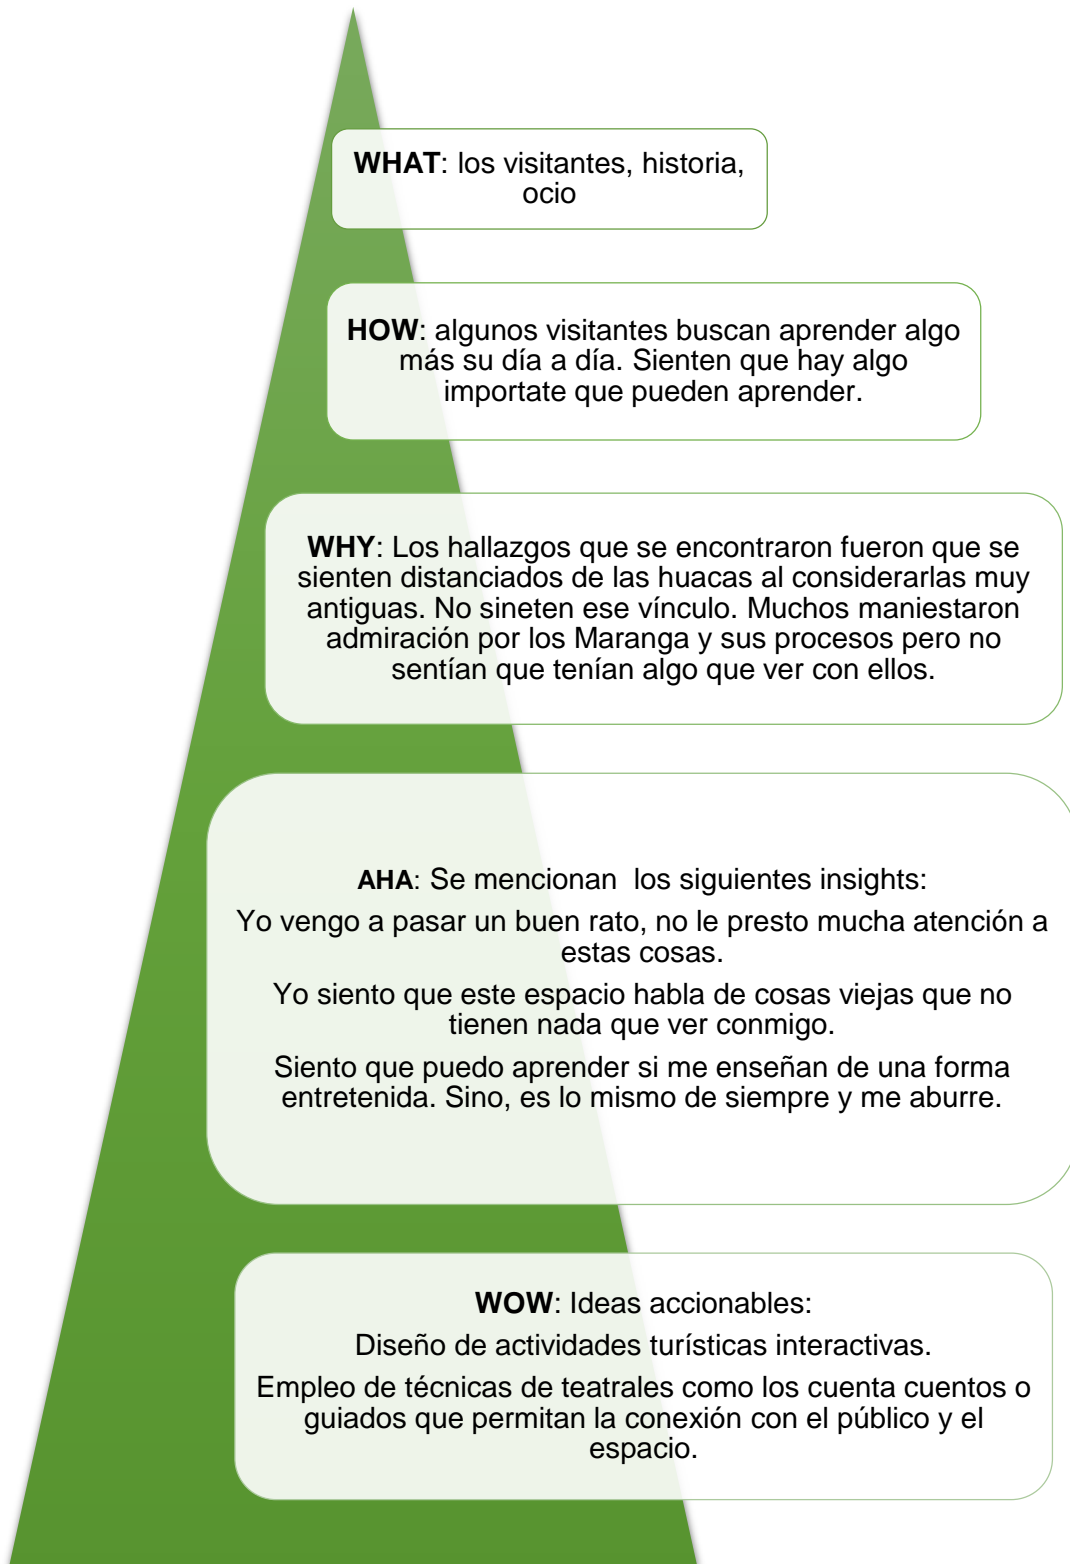 WHAT: los visitantes, historia,
ocio
HOW: algunos visitantes buscan aprender algo
más su día a día. Sienten que hay algo
importate que pueden aprender.
WHY: Los hallazgos que se encontraron fueron que se
sienten distanciados de las huacas al considerarlas muy
antiguas. No sineten ese vínculo. Muchos maniestaron
admiración por los Maranga y sus procesos pero no
sentían que tenían algo que ver con ellos.
AHA: Se mencionan los siguientes insights:
Yo vengo a pasar un buen rato, no le presto mucha atención a
estas cosas.
Yo siento que este espacio habla de cosas viejas que no
tienen nada que ver conmigo.
Siento que puedo aprender si me enseñan de una forma
entretenida. Sino, es lo mismo de siempre y me aburre.
WOW: Ideas accionables:
Diseño de actividades turísticas interactivas.
Empleo de técnicas de teatrales como los cuenta cuentos o
guiados que permitan la conexión con el público y el
espacio.